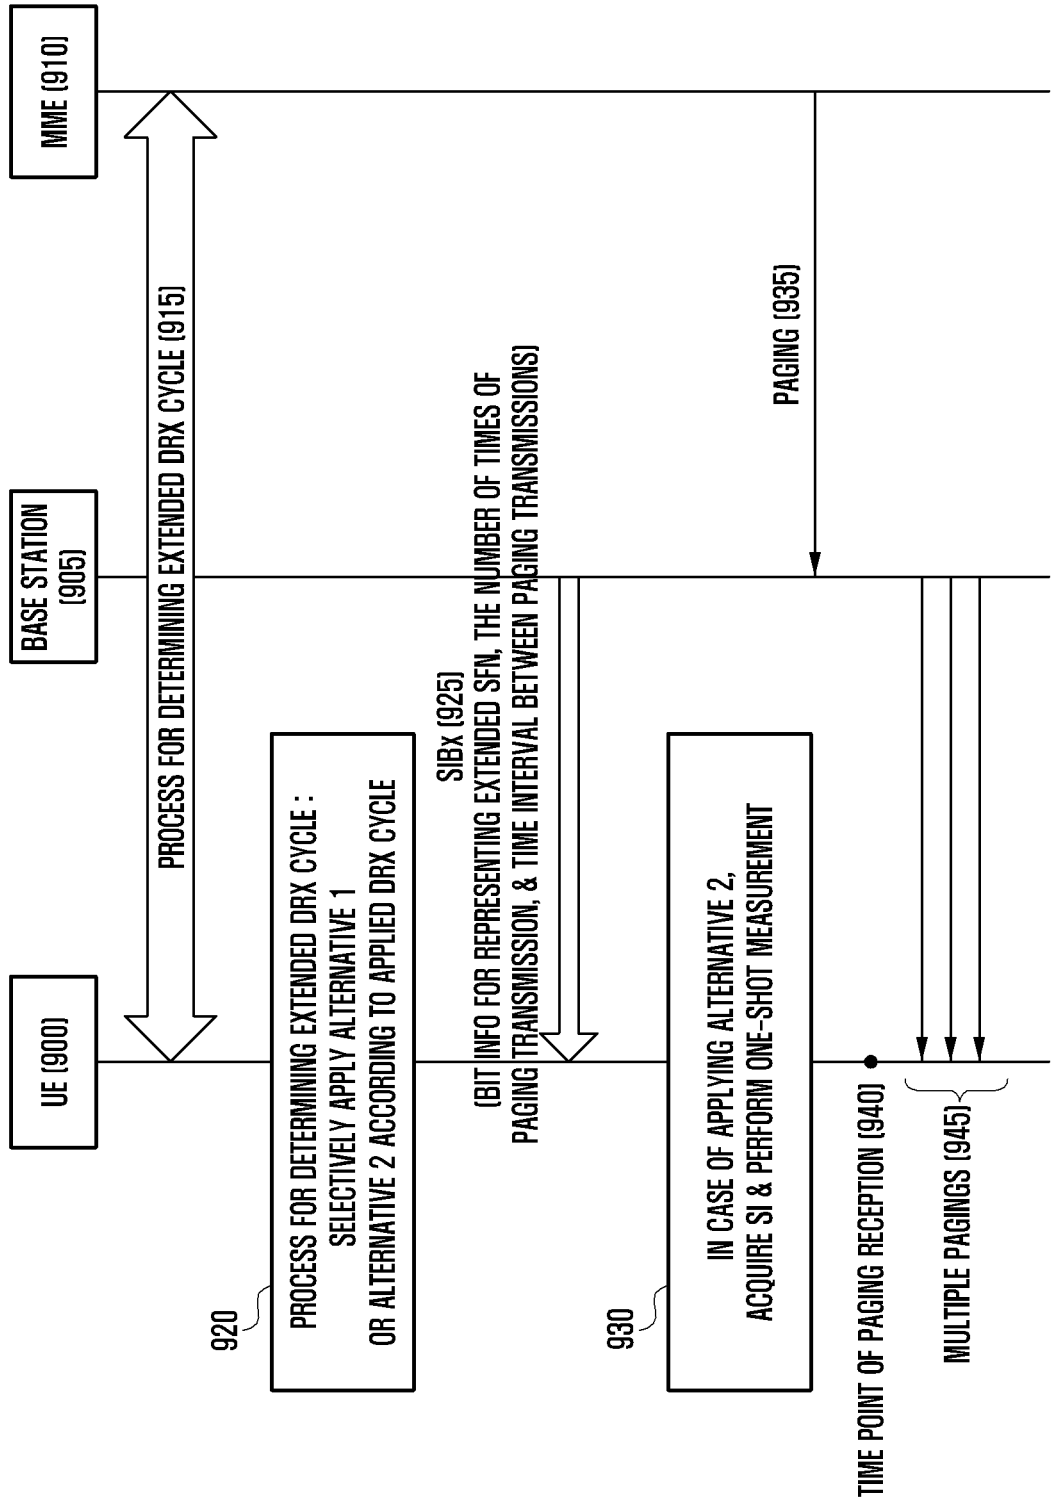 UE (900)
BASE STATION
(905)
MME (910)
PROCESS FOR DETERMINING EXTENDED DRX CYCLE (915)
920
PROCESS FOR DETERMINING EXTENDED DRX CYCLE :
SELECTIVELY APPLY ALTERNATIVE 1
OR ALTERNATIVE 2 ACCORDING TO APPLIED DRX CYCLE
SIBx (925)
(BIT INFO FOR REPRESENTING EXTENDED SFN, THE NUMBER OF TIMES OF
PAGING TRANSMISSION, & TIME INTERVAL BETWEEN PAGING TRANSMISSIONS)
930
IN CASE OF APPLYING ALTERNATIVE 2,
ACQUIRE SI & PERFORM ONE-SHOT MEASUREMENT
PAGING (935)
TIME POINT OF PAGING RECEPTION (940)
MULTIPLE PAGINGS (945)